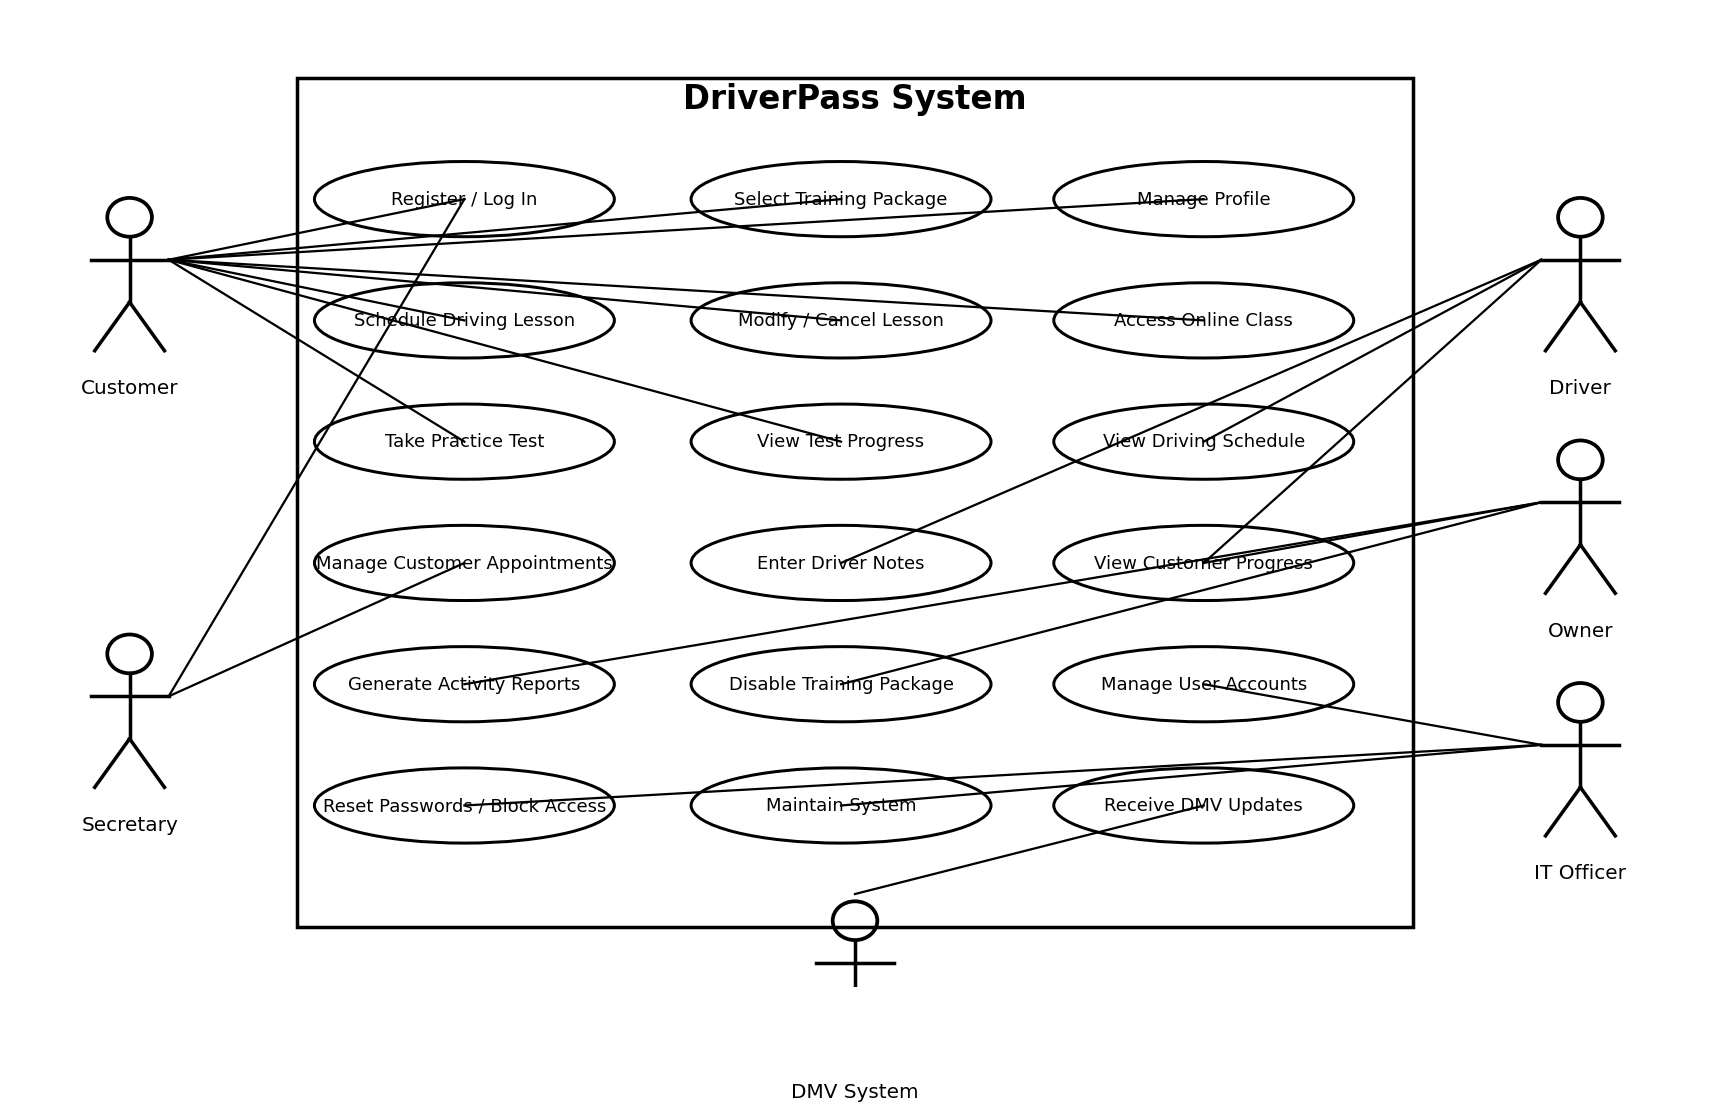 DriverPass System
Register / Log In
Select Training Package
Manage Profile
Schedule Driving Lesson
Modify / Cancel Lesson
Access Online Class
Customer
Driver
Take Practice Test
View Test Progress
View Driving Schedule
Manage Customer Appointments
Enter Driver Notes
View Customer Progress
Owner
Generate Activity Reports
Disable Training Package
Manage User Accounts
Reset Passwords / Block Access
Maintain System
Receive DMV Updates
Secretary
IT Officer
DMV System